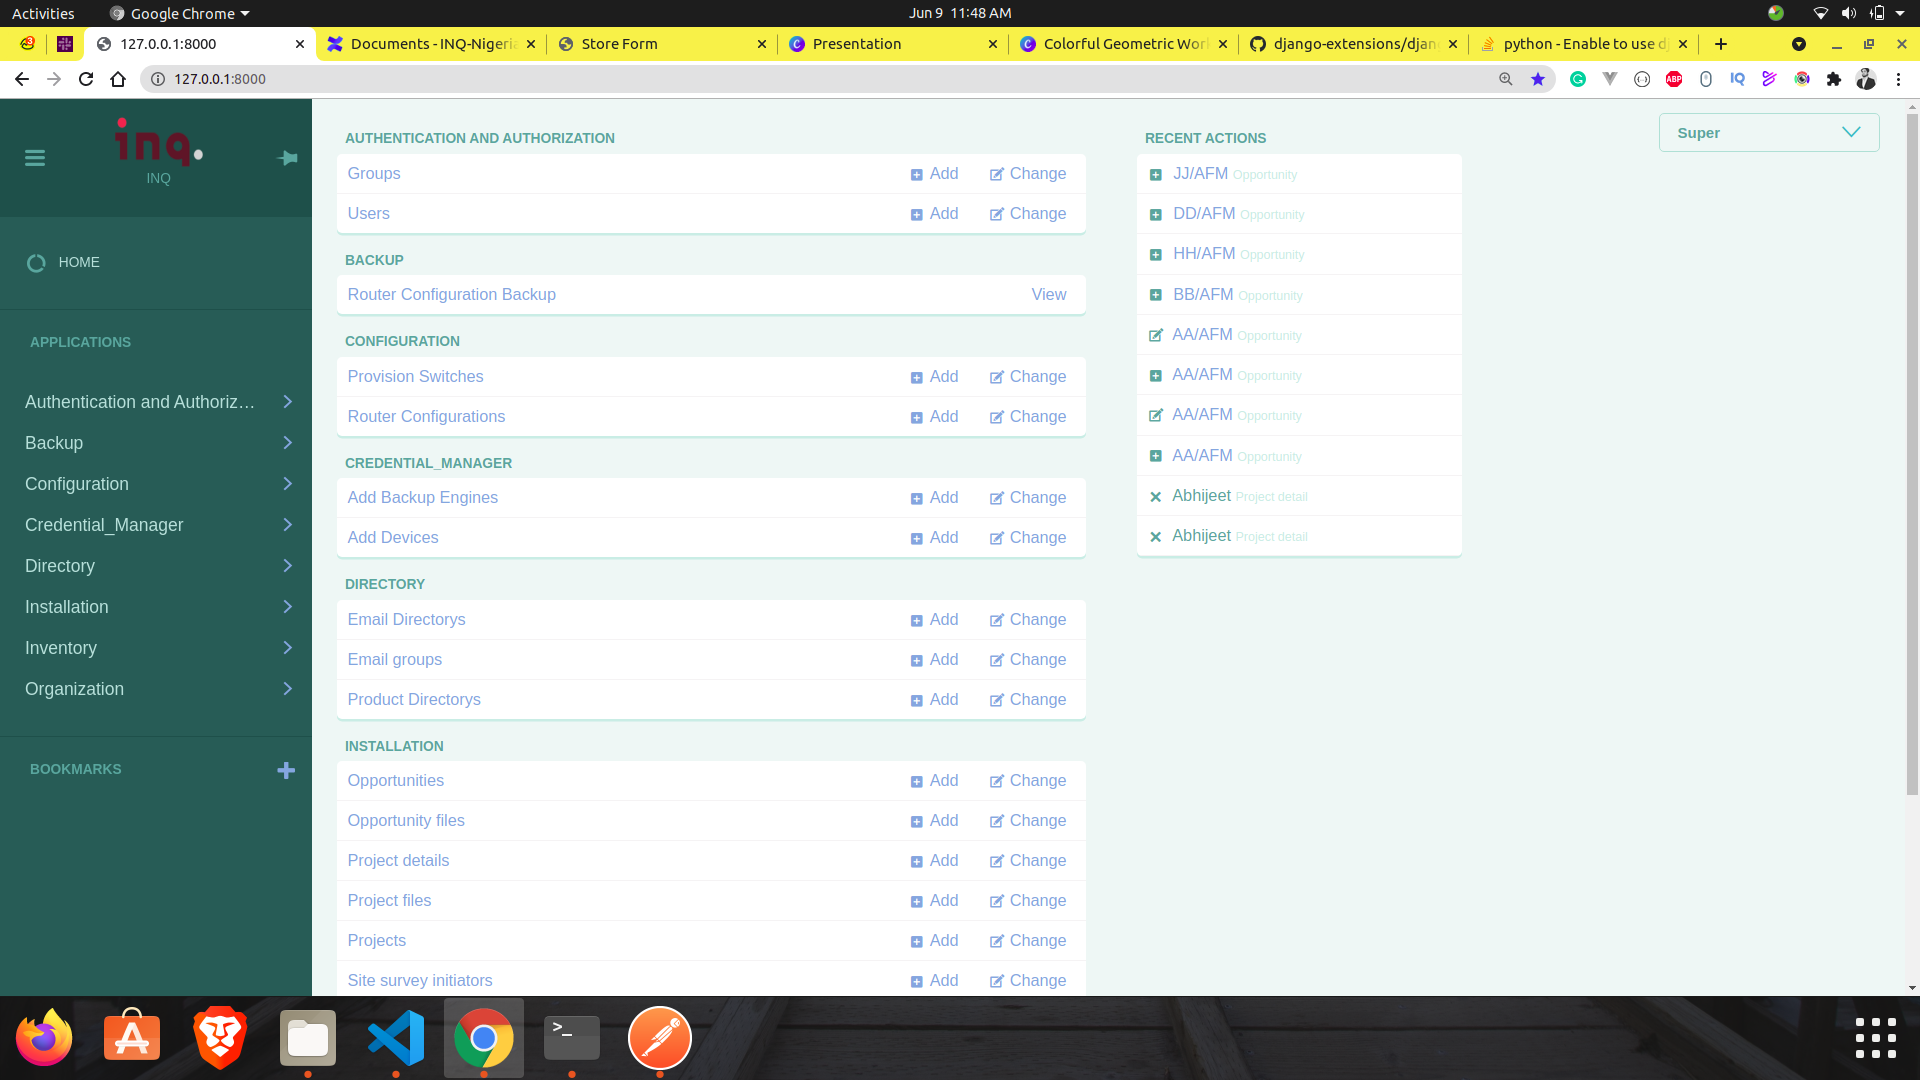 Activities Google Chrome Jun 9 11:48 AM
3 127.0.0.1:8000 Documents - INQ-Nigeria Store Form Presentation Colorful Geometric Wor django-extensions/djan python - Enable to use dj
127.0.0.1:8000 ABP IQ
inq.
INQ
HOME
APPLICATIONS
Authentication and Authoriz...
Backup
Configuration
Credential_Manager
Directory
Installation
Inventory
Organization
BOOKMARKS
AUTHENTICATION AND AUTHORIZATION
Groups Add Change
Users Add Change
BACKUP
Router Configuration Backup View
CONFIGURATION
Provision Switches Add Change
Router Configurations Add Change
CREDENTIAL_MANAGER
Add Backup Engines Add Change
Add Devices Add Change
DIRECTORY
Email Directorys Add Change
Email groups Add Change
Product Directorys Add Change
INSTALLATION
Opportunities Add Change
Opportunity files Add Change
Project details Add Change
Project files Add Change
Projects Add Change
Site survey initiators Add Change
RECENT ACTIONS
JJ/AFM Opportunity
DD/AFM Opportunity
HH/AFM Opportunity
BB/AFM Opportunity
AA/AFM Opportunity
AA/AFM Opportunity
AA/AFM Opportunity
AA/AFM Opportunity
Abhijeet Project detail
Abhijeet Project detail
Super